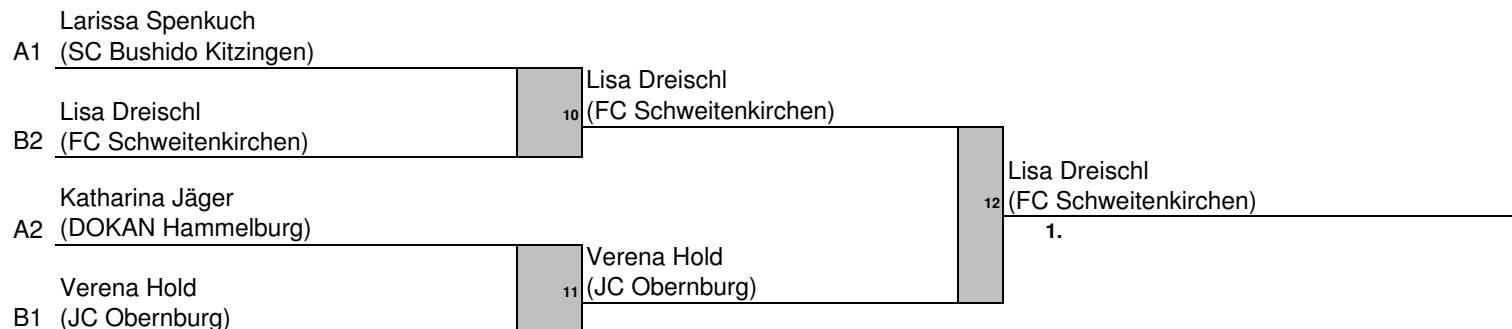 Larissa Spenkuch
A1 (SC Bushido Kitzingen)
Lisa Dreischl
10 (FC Schweitenkirchen)
Lisa Dreischl
B2 (FC Schweitenkirchen)
Lisa Dreischl
12 (FC Schweitenkirchen)
1.
Katharina Jäger
A2 (DOKAN Hammelburg)
Verena Hold
11 (JC Obernburg)
Verena Hold
B1 (JC Obernburg)